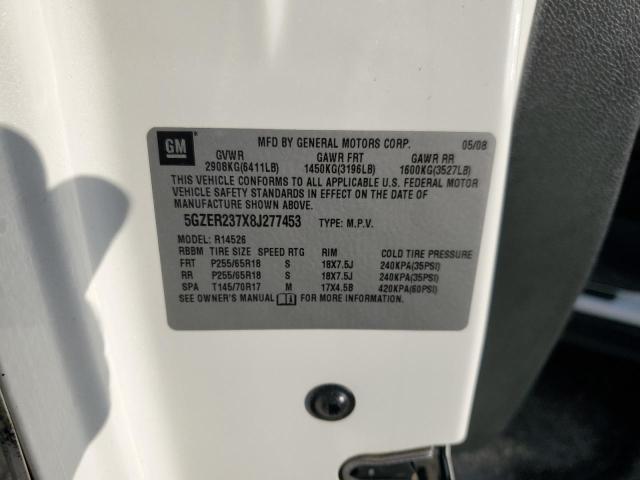 GM MFD BY GENERAL MOTORS CORP. 05/08
GVWR GAWR FRT GAWR RR
2908KG(6411LB) 1450KG(3196LB) 1600KG(3527LB)
THIS VEHICLE CONFORMS TO ALL APPLICABLE U.S. FEDERAL MOTOR
VEHICLE SAFETY STANDARDS IN EFFECT ON THE DATE OF
MANUFACTURE SHOWN ABOVE.
5GZER237X8J277453 TYPE: M.P.V.
MODEL: R14526
RBBM TIRE SIZE SPEED RTG RIM COLD TIRE PRESSURE
FRT P255/65R18 S 18X7.5J 240KPA(35PSI)
RR P255/65R18 S 18X7.5J 240KPA(35PSI)
SPA T145/70R17 M 17X4.5B 420KPA(60PSI)
SEE OWNER'S MANUAL FOR MORE INFORMATION.